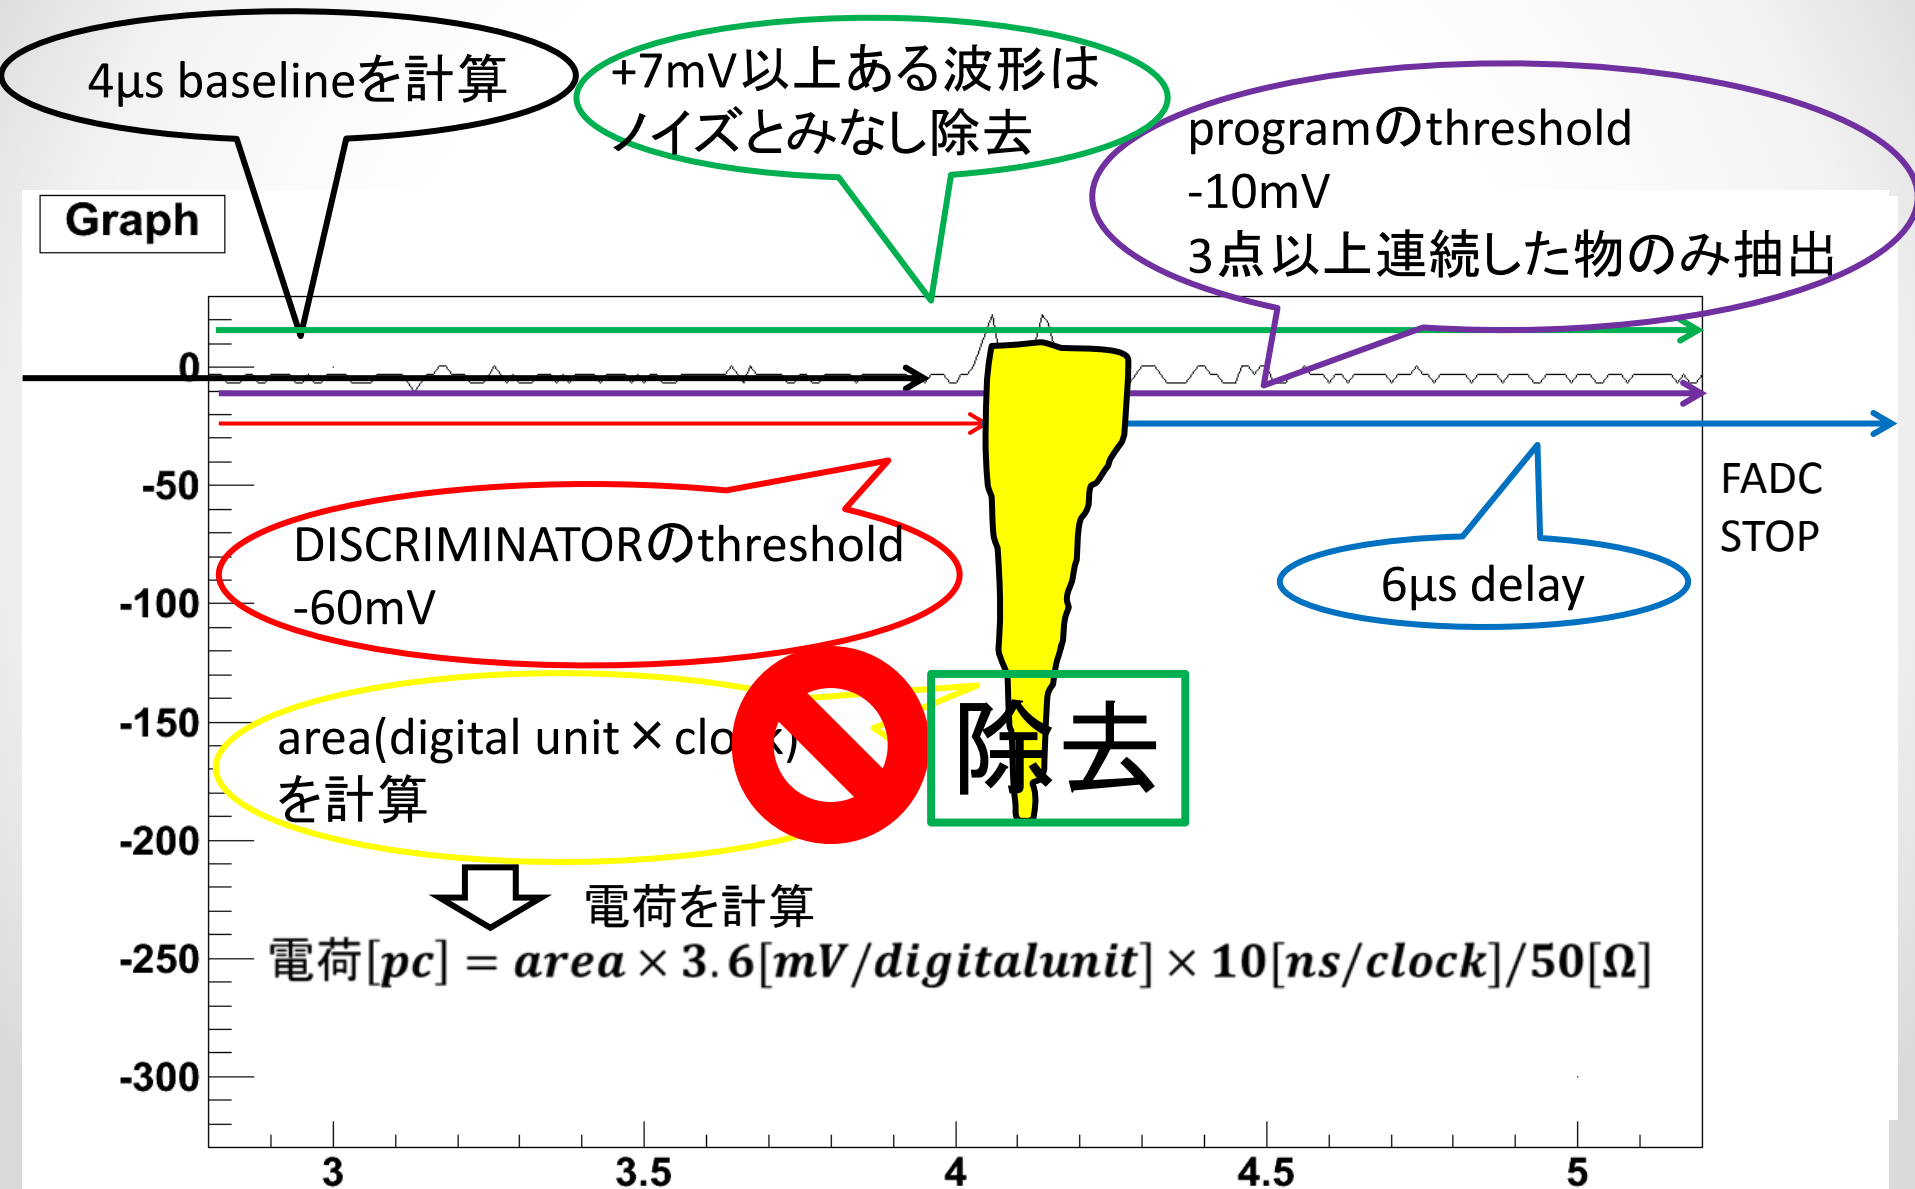 4μs baselineを計算
+7mV以上ある波形は
ノイズとみなし除去
programのthreshold
-10mV
3点以上連続した物のみ抽出
Graph
0
-50
-100
-150
-200
-250
-300
FADC
STOP
DISCRIMINATORのthreshold
-60mV
6μs delay
area(digital unit×clock)
を計算
除去
電荷を計算
電荷[pc] = area × 3.6[mV/digitalunit] × 10[ns/clock]/50[Ω]
3
3.5
4
4.5
5